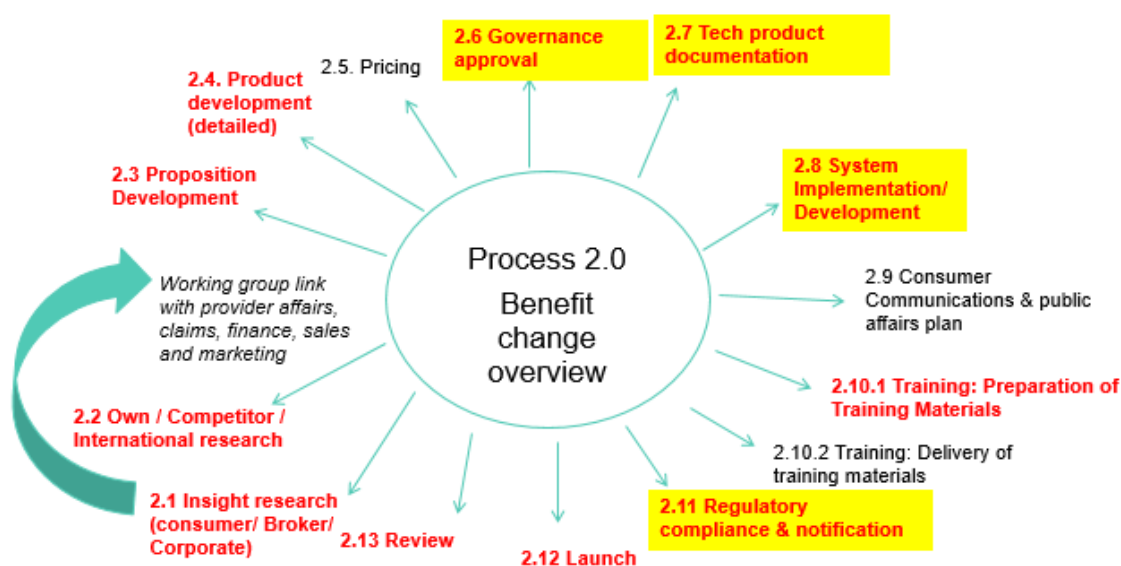 2.6 Governance
approval
2.7 Tech product
documentation
2.5. Pricing
2.4. Product
development
(detailed)
2.3 Proposition
Development
2.8 System
Implementation/
Development
Process 2.0
Benefit
change
overview
Working group link
with provider affairs,
claims, finance, sales
and marketing
2.9 Consumer
Communications & public
affairs plan
2.10.1 Training: Preparation of
Training Materials
2.2 Own / Competitor /
International research
2.10.2 Training: Delivery of
training materials
2.1 Insight research
(consumer/ Broker/
Corporate)
2.13 Review
2.12 Launch
2.11 Regulatory
compliance & notification